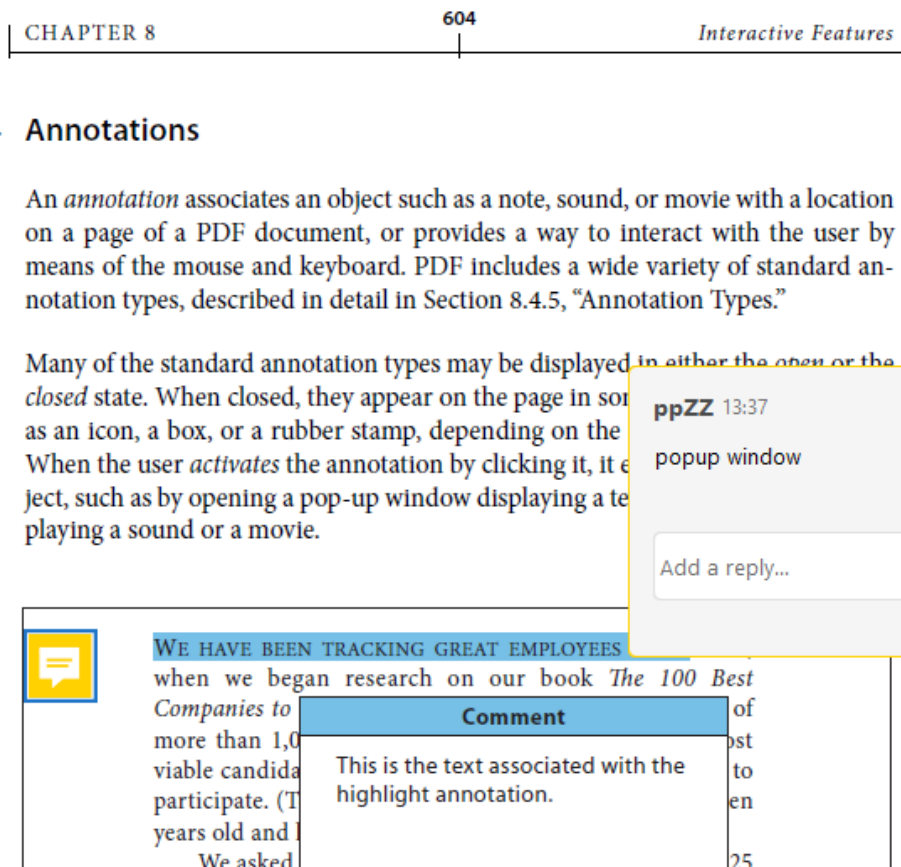 CHAPTER 8
604
Interactive Features
Annotations
An annotation associates an object such as a note, sound, or movie with a location
on a page of a PDF document, or provides a way to interact with the user by
means of the mouse and keyboard. PDF includes a wide variety of standard an-
notation types, described in detail in Section 8.4.5, “Annotation Types.”
Many of the standard annotation types may be displayed in either the open or the
closed state. When closed, they appear on the page in
as an icon, a box, or a rubber stamp, depending on the
When the user activates the annotation by clicking it, it
ject, such as by opening a pop-up window displaying a
playing a sound or a movie.
ppZZ 13:37
popup window
Add a reply...
WE HAVE BEEN TRACKING GREAT EMPLOYEES
when we began research on our book The 100 Best
Companies to of
more than
viable to
participate.
years old and
We asked 25
Comment
This is the text associated with the
highlight annotation.